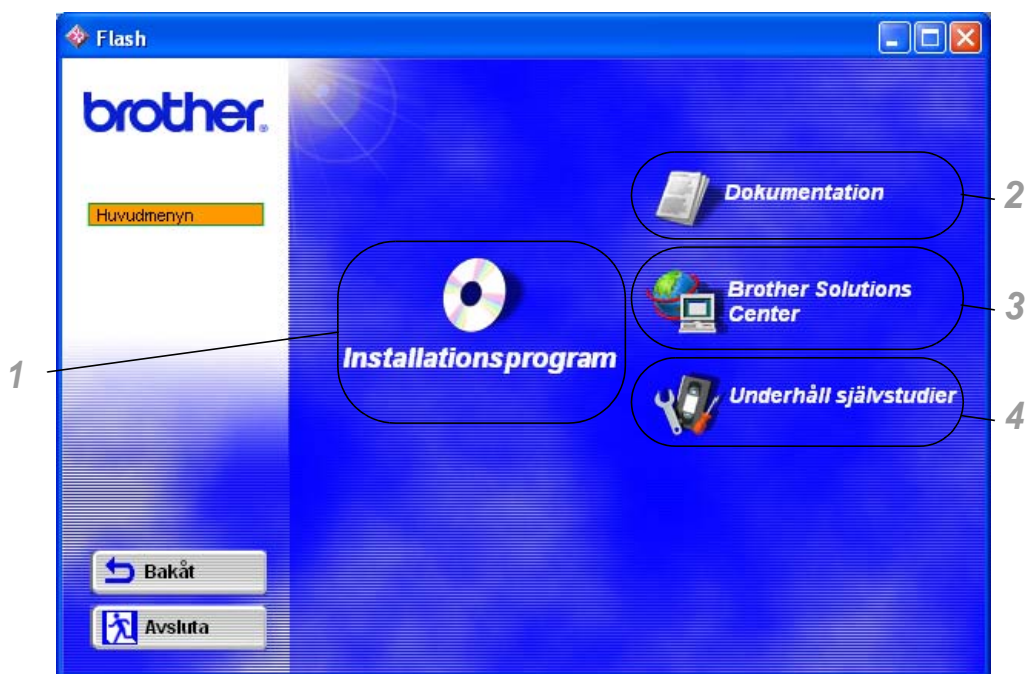 Flash
brother®
Huvudmenyn
Dokumentation
2
Brother Solutions
Center
3
1
Installationsprogram
Underhåll självstudier
4
Bakåt
Avsluta